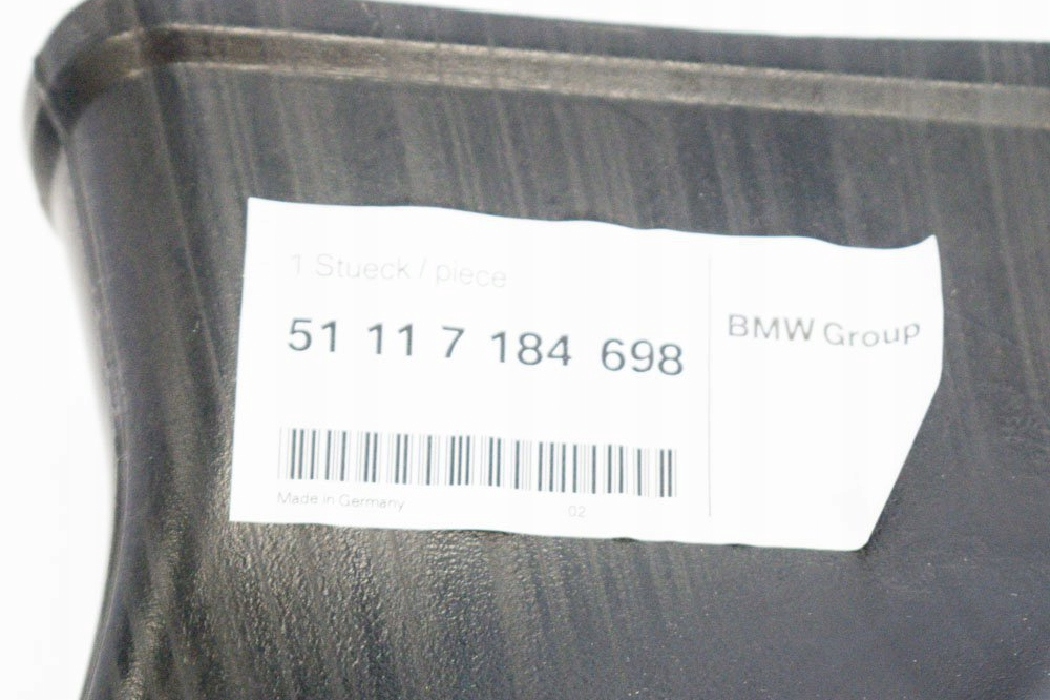 1 Stueck / piece
51 11 7 184 698
BMW Group
Made in Germany
02